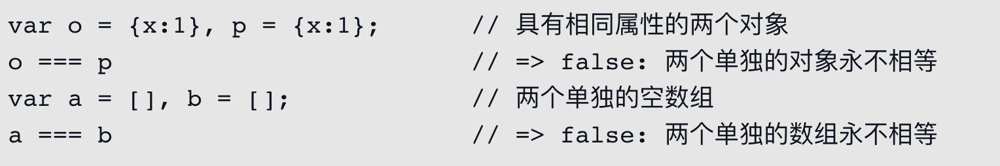 var o = {x:1}, p = {x:1}; // 具有相同属性的两个对象
o === p // => false: 两个单独的对象永不相等
var a = [], b = []; // 两个单独的空数组
a === b // => false: 两个单独的数组永不相等